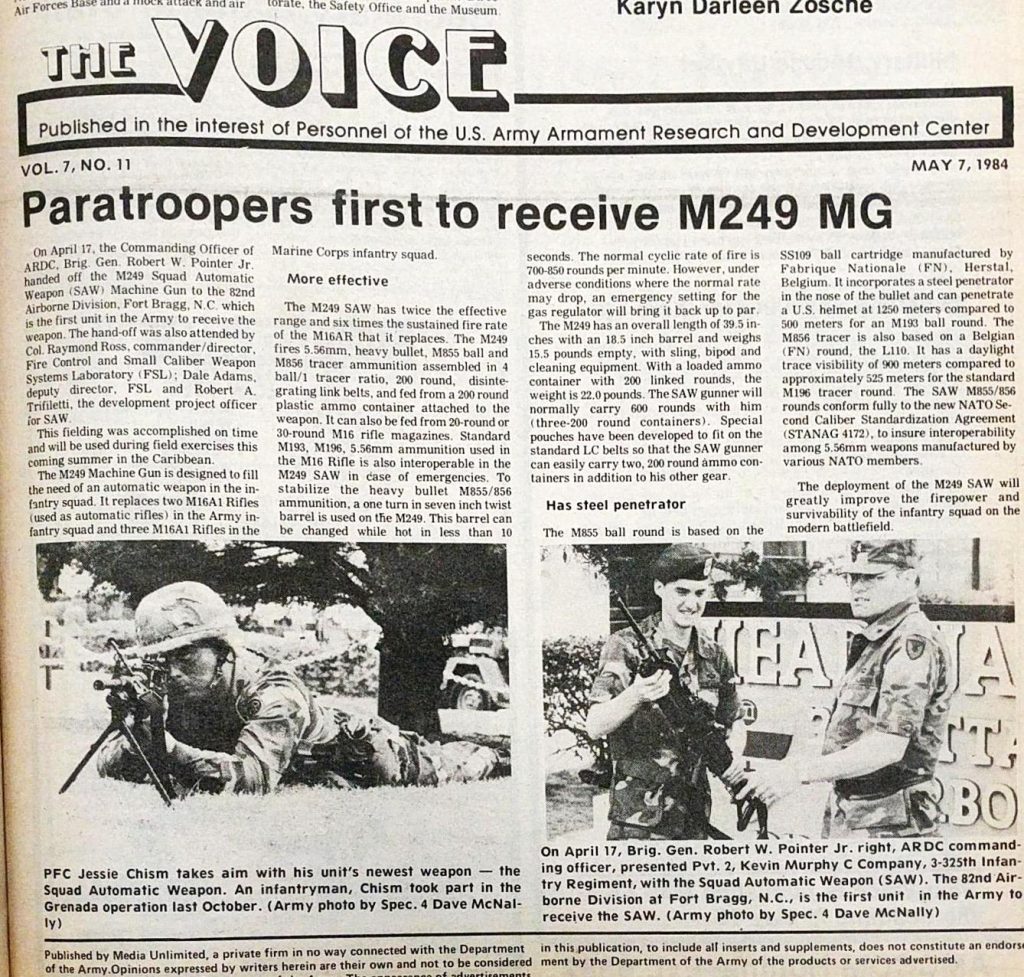 Air Forces Base and a mock attack and air
torate, the Safety Office and the Museum.
Karyn Darleen Zosche
THE VOICE
Published in the interest of Personnel of the U.S. Army Armament Research and Development Center
VOL. 7, NO. 11
MAY 7, 1984
Paratroopers first to receive M249 MG
On April 17, the Commanding Officer of
ARDC, Brig. Gen. Robert W. Pointer Jr.
handed off the M249 Squad Automatic
Weapon (SAW) Machine Gun to the 82nd
Airborne Division, Fort Bragg, N.C. which
is the first unit in the Army to receive the
weapon. The hand-off was also attended by
Col. Raymond Ross, commander/director,
Fire Control and Small Caliber Weapon
Systems Laboratory (FSL); Dale Adams,
deputy director, FSL and Robert A.
Trifiletti, the development project officer
for SAW.
This fielding was accomplished on time
and will be used during field exercises this
coming summer in the Caribbean.
The M249 Machine Gun is designed to fill
the need of an automatic weapon in the in-
fantry squad. It replaces two M16A1 Rifles
(used as automatic rifles) in the Army in-
fantry squad and three M16A1 Rifles in the
Marine Corps infantry squad.
More effective
The M249 SAW has twice the effective
range and six times the sustained fire rate
of the M16AR that it replaces. The M249
fires 5.56mm, heavy bullet, M855 ball and
M856 tracer ammunition assembled in 4
ball/1 tracer ratio, 200 round, disinte-
grating link belts, and fed from a 200 round
plastic ammo container attached to the
weapon. It can also be fed from 20-round or
30-round M16 rifle magazines. Standard
M193, M196, 5.56mm ammunition used in
the M16 Rifle is also interoperable in the
M249 SAW in case of emergencies. To
stabilize the heavy bullet M855/856
ammunition, a one turn in seven inch twist
barrel is used on the M249. This barrel can
be changed while hot in less than 10
seconds. The normal cyclic rate of fire is
700-850 rounds per minute. However, under
adverse conditions where the normal rate
may drop, an emergency setting for the
gas regulator will bring it back up to par.
The M249 has an overall length of 39.5 in-
ches with an 18.5 inch barrel and weighs
15.5 pounds empty, with sling, bipod and
cleaning equipment. With a loaded ammo
container with 200 linked rounds, the
weight is 22.0 pounds. The SAW gunner will
normally carry 600 rounds with him
(three-200 round containers). Special
pouches have been developed to fit on the
standard LC belts so that the SAW gunner
can easily carry two, 200 round ammo con-
tainers in addition to his other gear.
Has steel penetrator
The M855 ball round is based on the
SS109 ball cartridge manufactured by
Fabrique Nationale (FN), Herstal,
Belgium. It incorporates a steel penetrator
in the nose of the bullet and can penetrate
a U.S. helmet at 1250 meters compared to
500 meters for an M193 ball round. The
M856 tracer is also based on a Belgian
(FN) round, the L110. It has a daylight
trace visibility of 900 meters compared to
approximately 525 meters for the standard
M196 tracer round. The SAW M855/856
rounds conform fully to the new NATO Se-
cond Caliber Standardization Agreement
(STANAG 4172), to insure interoperability
among 5.56mm weapons manufactured by
various NATO members.
The deployment of the M249 SAW will
greatly improve the firepower and
survivability of the infantry squad on the
modern battlefield.
PFC Jessie Chism takes aim with his unit's newest weapon — the
Squad Automatic Weapon. An infantryman, Chism took part in the
Grenada operation last October. (Army photo by Spec. 4 Dave McNal-
ly)
On April 17, Brig. Gen. Robert W. Pointer Jr. right, ARDC command-
ing officer, presented Pvt. 2, Kevin Murphy C Company, 3-325th Infan-
try Regiment, with the Squad Automatic Weapon (SAW). The 82nd Air-
borne Division at Fort Bragg, N.C., is the first unit in the Army to
receive the SAW. (Army photo by Spec. 4 Dave McNally)
Published by Media Unlimited, a private firm in no way connected with the Department
of the Army. Opinions expressed by writers herein are their own and not to be considered
in this publication, to include all inserts and supplements, does not constitute an endorse
ment by the Department of the Army of the products or services advertised.